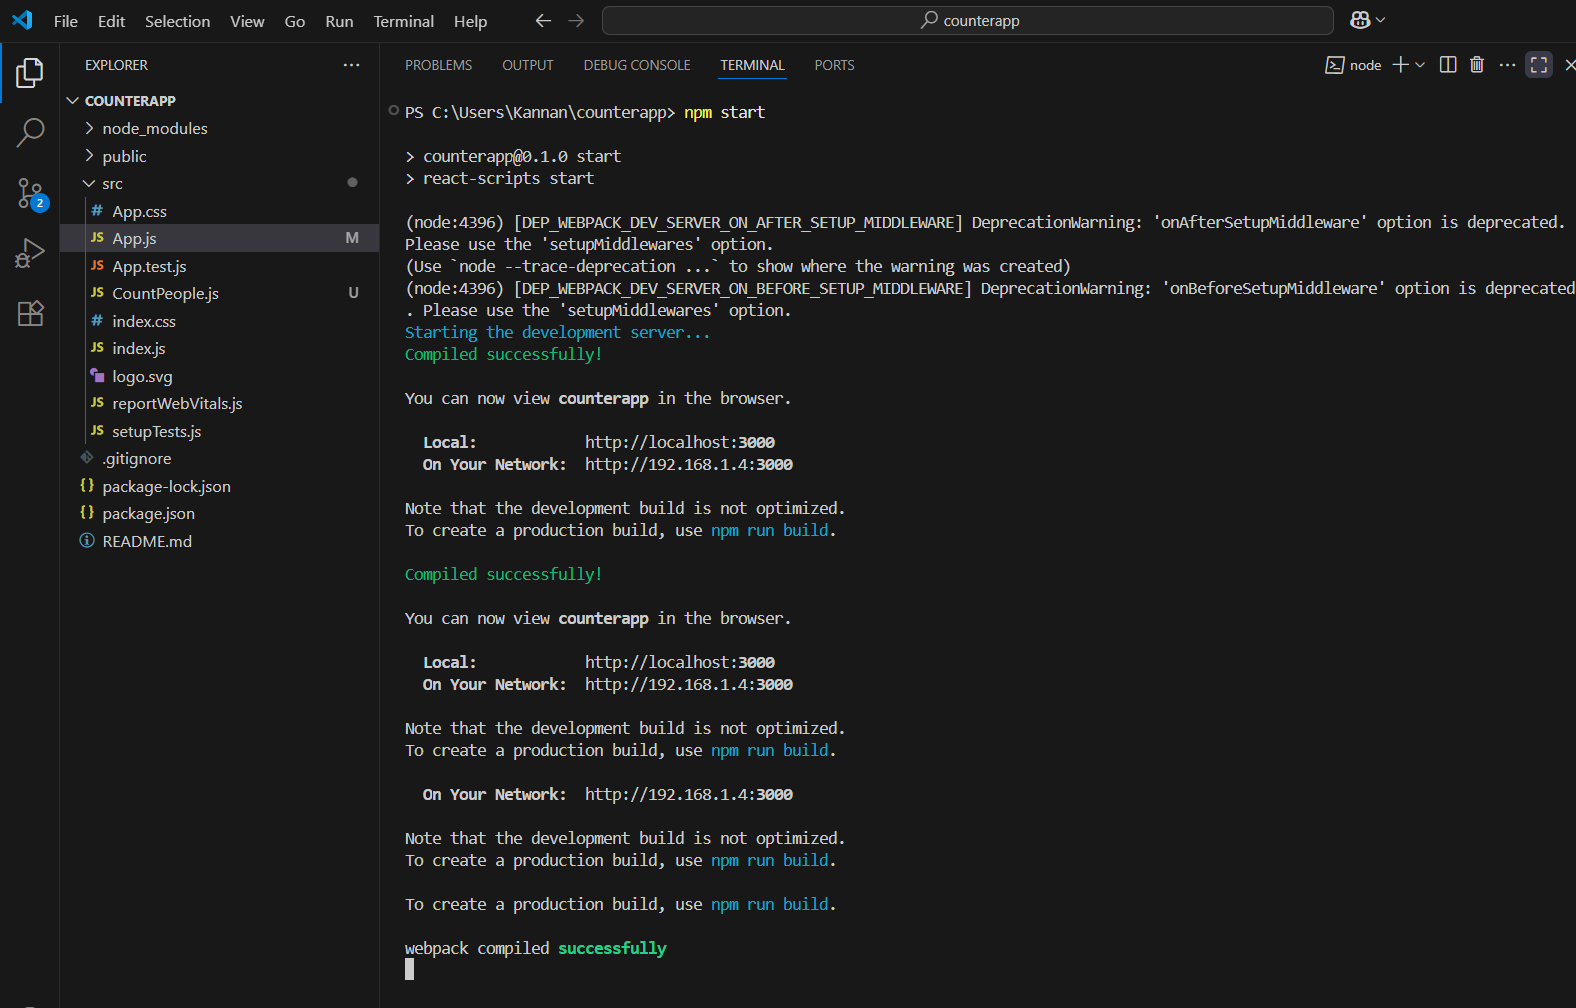 File Edit Selection View Go Run Terminal Help
counterapp
EXPLORER
COUNTERAPP
node_modules
public
src
# App.css
JS App.js M
JS App.test.js
JS CountPeople.js U
# index.css
JS index.js
logo.svg
JS reportWebVitals.js
JS setupTests.js
.gitignore
{} package-lock.json
{} package.json
README.md
2
PROBLEMS OUTPUT DEBUG CONSOLE TERMINAL PORTS
node
PS C:\Users\Kannan\counterapp> npm start
> counterapp@0.1.0 start
> react-scripts start
(node:4396) [DEP_WEBPACK_DEV_SERVER_ON_AFTER_SETUP_MIDDLEWARE] DeprecationWarning: 'onAfterSetupMiddleware' option is deprecated.
Please use the 'setupMiddlewares' option.
(Use `node --trace-deprecation ...` to show where the warning was created)
(node:4396) [DEP_WEBPACK_DEV_SERVER_ON_BEFORE_SETUP_MIDDLEWARE] DeprecationWarning: 'onBeforeSetupMiddleware' option is deprecated
. Please use the 'setupMiddlewares' option.
Starting the development server...
Compiled successfully!
You can now view counterapp in the browser.
Local: http://localhost:3000
On Your Network: http://192.168.1.4:3000
Note that the development build is not optimized.
To create a production build, use npm run build.
Compiled successfully!
You can now view counterapp in the browser.
Local: http://localhost:3000
On Your Network: http://192.168.1.4:3000
Note that the development build is not optimized.
To create a production build, use npm run build.
On Your Network: http://192.168.1.4:3000
Note that the development build is not optimized.
To create a production build, use npm run build.
To create a production build, use npm run build.
webpack compiled successfully